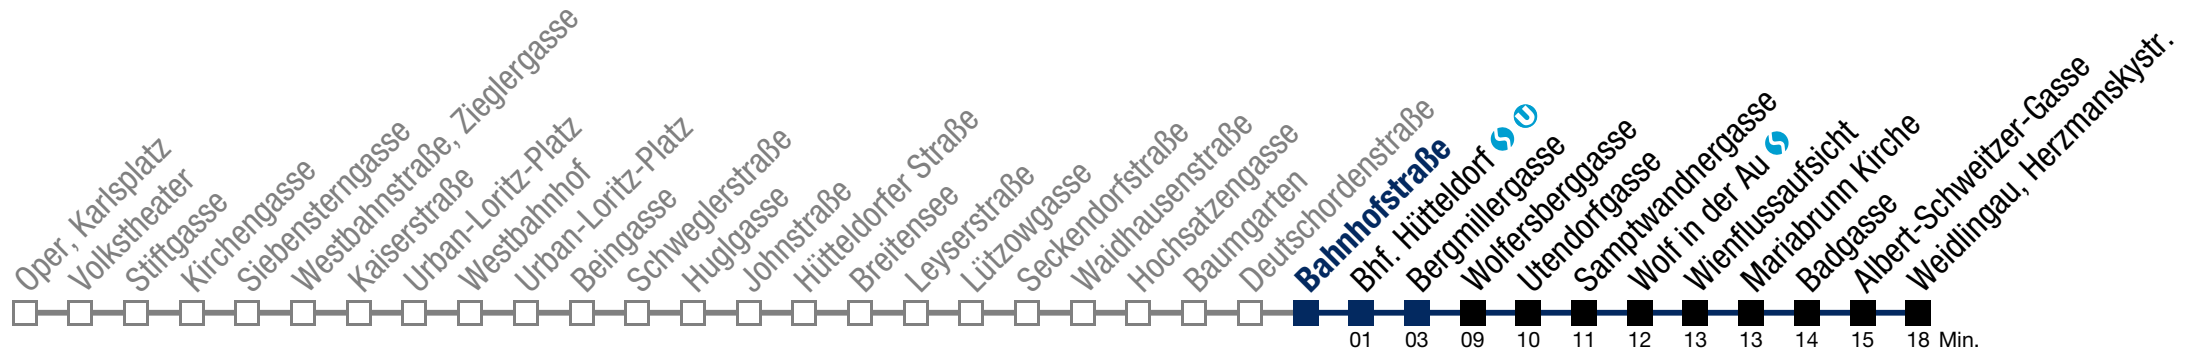 Oper, Karlsplatz
Volkstheater
Stiftgasse
Kirchengasse
Siebensterngasse
Westbahnstraße, Zieglergasse
Kaiserstraße
Urban-Loritz-Platz
Westbahnhof
Urban-Loritz-Platz
Beingasse
Schweglerstraße
Huglgasse
Johnstraße
Hütteldorfer Straße
Breitensee
Leyserstraße
Lützowgasse
Seckendorfstraße
Waidhausenstraße
Hochsatzengasse
Baumgarten
Deutschordenstraße
Bahnhofstraße
Bhf. Hütteldorf S U
Bergmillergasse
Wolfersberggasse
Utendorfgasse
Samptwandnergasse
Wolf in der Au S
Wienflussaufsicht
Mariabrunn Kirche
Badgasse
Albert-Schweitzer-Gasse
Weidlingau, Herzmanskystr.
01 03 09 10 11 12 13 13 14 15 18 Min.